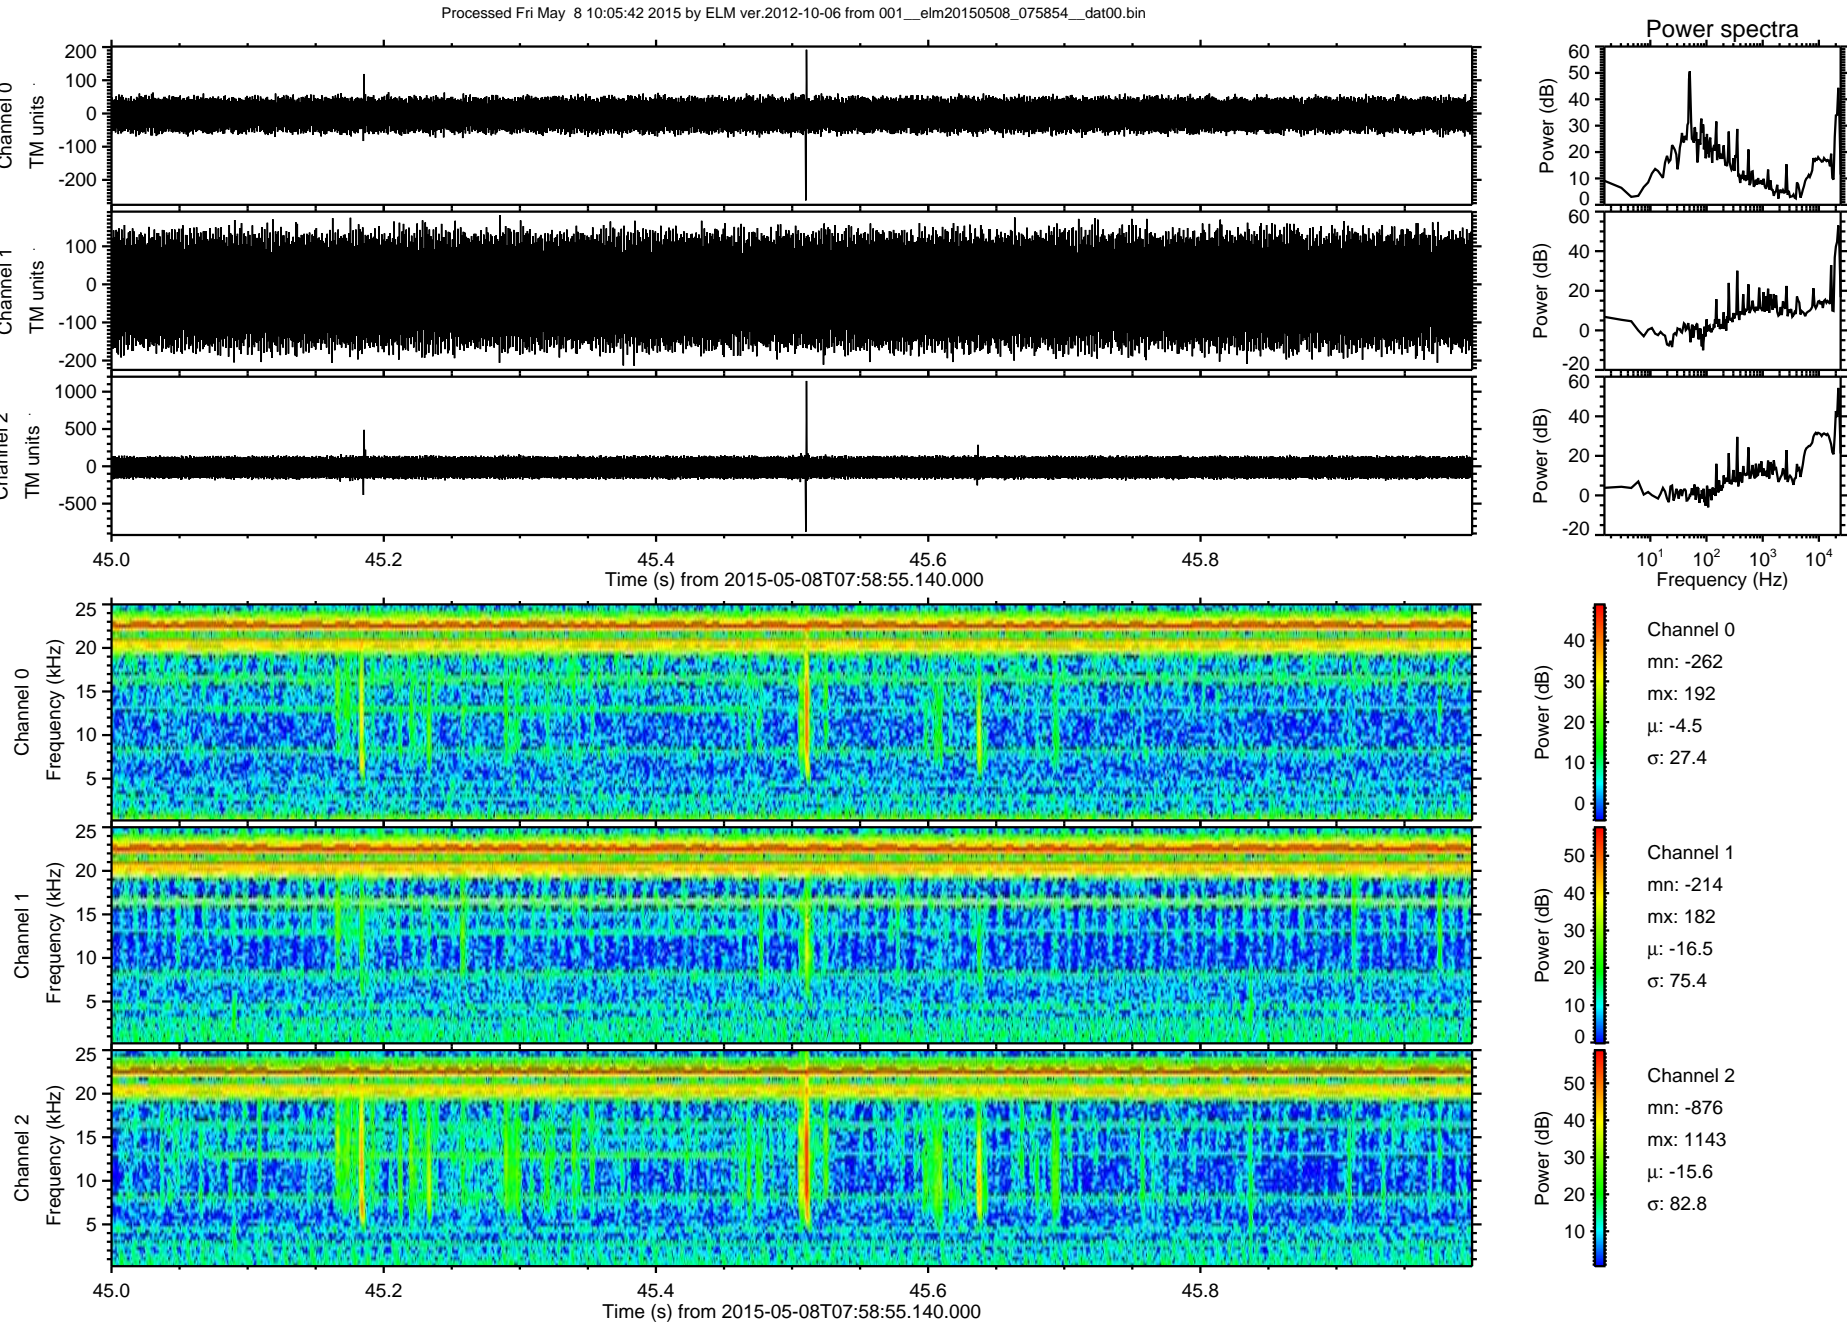 Processed Fri May 8 10:05:42 2015 by ELM ver.2012-10-06 from 001__elm20150508_075854__dat00.bin
Power spectra
Channel 0
TM units
200
100
0
-100
-200
Power (dB)
60
50
40
30
20
10
0
Channel 1
TM units
100
0
-100
-200
Power (dB)
60
40
20
0
-20
Channel 2
TM units
1000
500
0
-500
Power (dB)
60
40
20
0
-20
45.0 45.2 45.4 45.6 45.8
Time (s) from 2015-05-08T07:58:55.140.000
10¹ 10² 10³ 10⁴
Frequency (Hz)
Channel 0
Frequency (kHz)
25
20
15
10
5
Power (dB)
40
30
20
10
0
Channel 0
mn: -262
mx: 192
μ: -4.5
σ: 27.4
Channel 1
Frequency (kHz)
25
20
15
10
5
Power (dB)
50
40
30
20
10
0
Channel 1
mn: -214
mx: 182
μ: -16.5
σ: 75.4
Channel 2
Frequency (kHz)
25
20
15
10
5
Power (dB)
50
40
30
20
10
Channel 2
mn: -876
mx: 1143
μ: -15.6
σ: 82.8
45.0 45.2 45.4 45.6 45.8
Time (s) from 2015-05-08T07:58:55.140.000